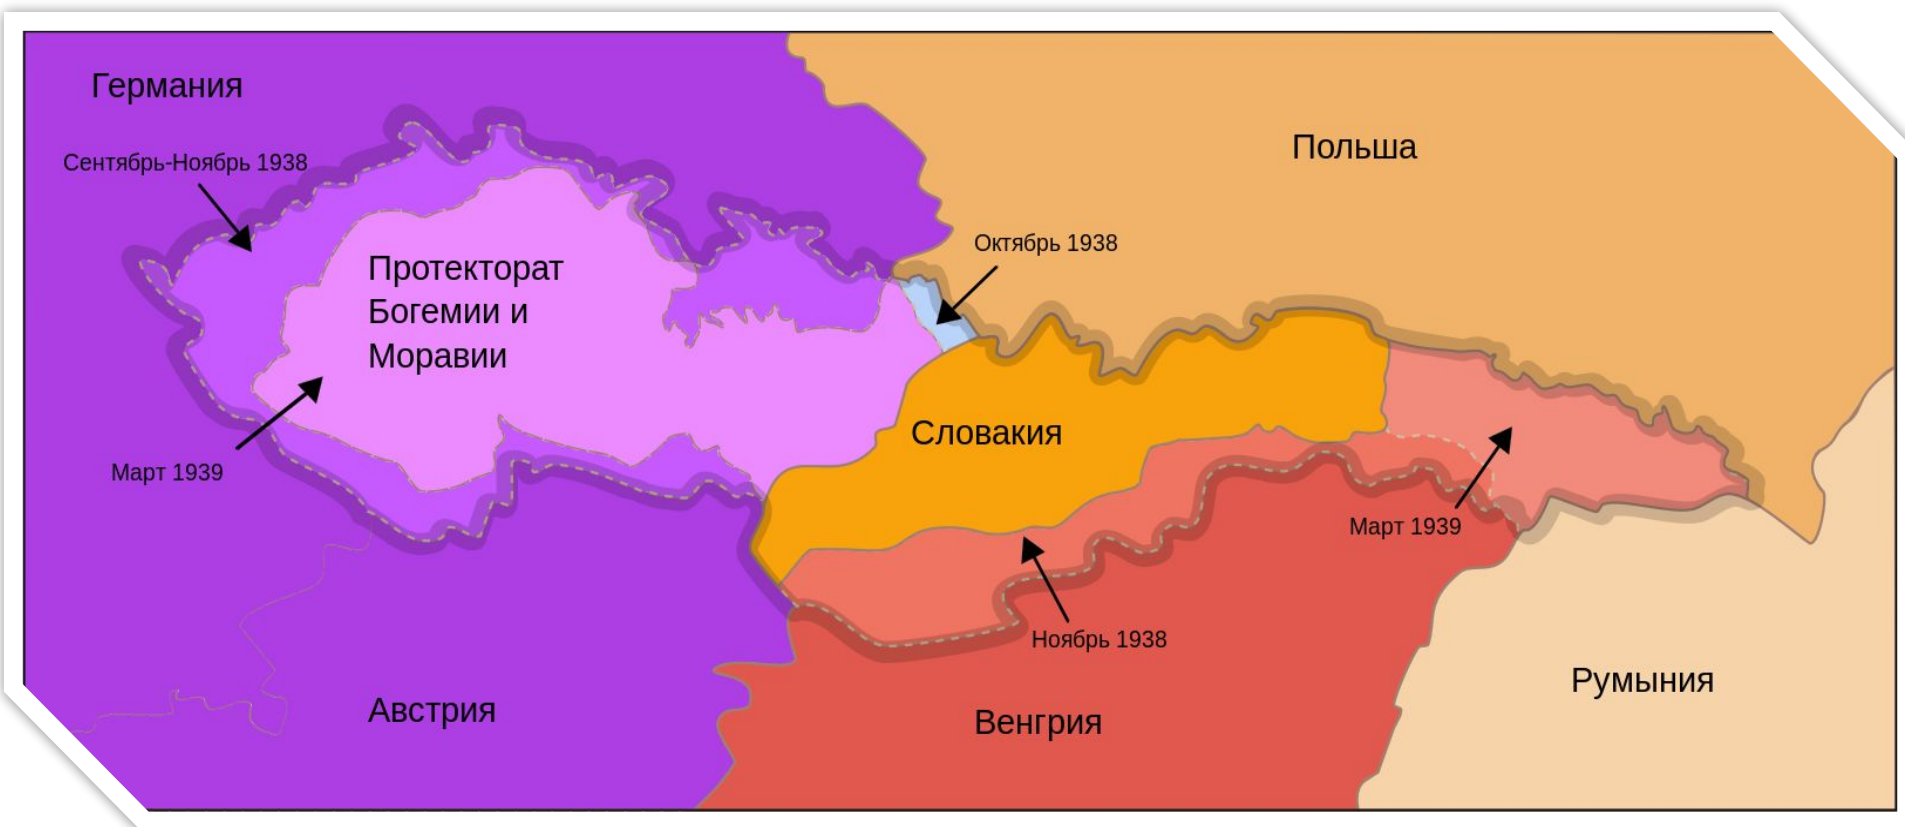 Германия
Польша
Сентябрь-Ноябрь 1938
Октябрь 1938
Протекторат
Богемии и
Моравии
Словакия
Март 1939
Март 1939
Ноябрь 1938
Румыния
Австрия
Венгрия